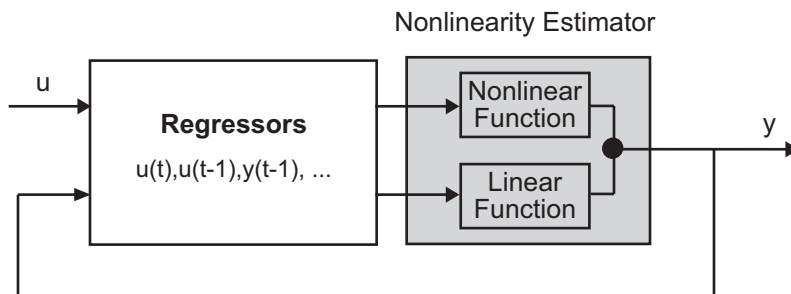 Nonlinearity Estimator
u
Regressors
u(t),u(t-1),y(t-1), ...
Nonlinear
Function
Linear
Function
y